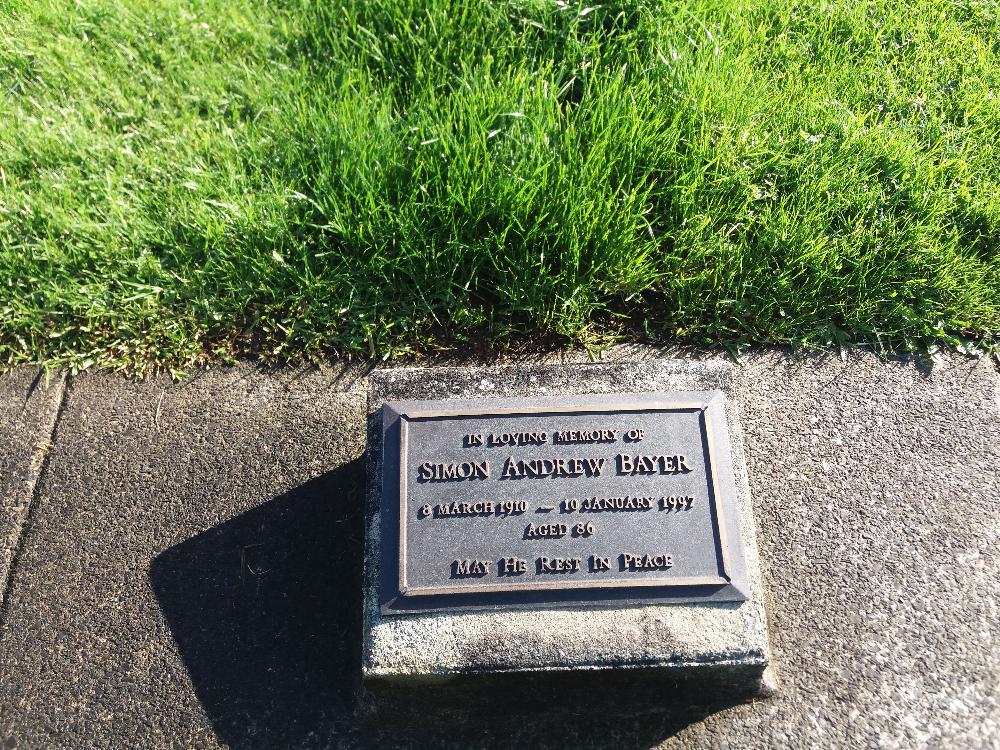 IN LOVING MEMORY OF
SIMON ANDREW BAYER
8 MARCH 1910 — 10 JANUARY 1997
AGED 86
MAY HE REST IN PEACE